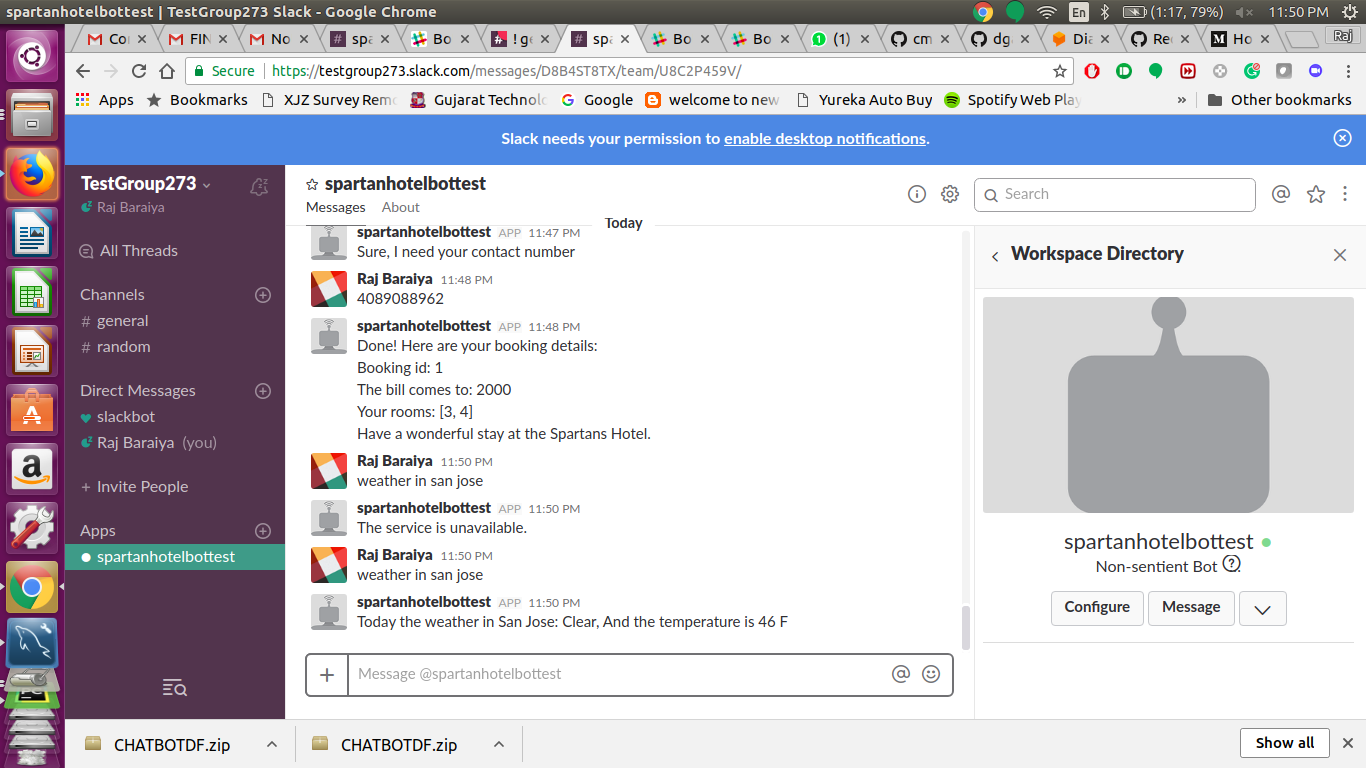 spartanhotelbottest | TestGroup273 Slack - Google Chrome
En
(1:17, 79%)
11:50 PM
Co
FIN
No
spa
Bo
! ge
spa
Bo
Bo
(1)
cm
dg
Dia
Rec
Ho
Raj
Secure
https://testgroup273.slack.com/messages/D8B4ST8TX/team/U8C2P459V/
Apps
Bookmarks
XJZ Survey Remo
Gujarat Technolo
Google
welcome to new
Yureka Auto Buy
Spotify Web Play
»
Other bookmarks
Slack needs your permission to enable desktop notifications.
TestGroup273
Raj Baraiya
All Threads
Channels
# general
# random
Direct Messages
slackbot
Raj Baraiya (you)
+ Invite People
Apps
spartanhotelbottest
spartanhotelbottest
Messages
About
Search
Today
spartanhotelbottest APP 11:47 PM
Sure, I need your contact number
Raj Baraiya 11:48 PM
4089088962
spartanhotelbottest APP 11:48 PM
Done! Here are your booking details:
Booking id: 1
The bill comes to: 2000
Your rooms: [3, 4]
Have a wonderful stay at the Spartans Hotel.
Raj Baraiya 11:50 PM
weather in san jose
spartanhotelbottest APP 11:50 PM
The service is unavailable.
Raj Baraiya 11:50 PM
weather in san jose
spartanhotelbottest APP 11:50 PM
Today the weather in San Jose: Clear, And the temperature is 46 F
Message @spartanhotelbottest
Workspace Directory
spartanhotelbottest
Non-sentient Bot
Configure
Message
CHATBOTDF.zip
CHATBOTDF.zip
Show all